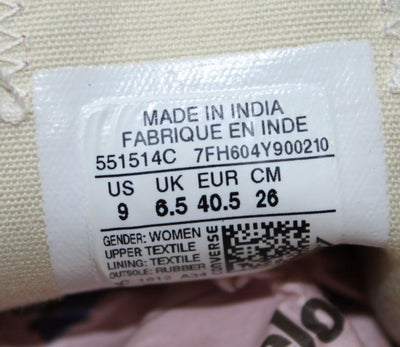 MADE IN INDIA
FABRIQUE EN INDE
551514C 7FH604Y900210
US UK EUR CM
9 6.5 40.5 26
GENDER: WOMEN
UPPER TEXTILE
LINING: TEXTILE
OUTSOLE: RUBBER
CONVERSE